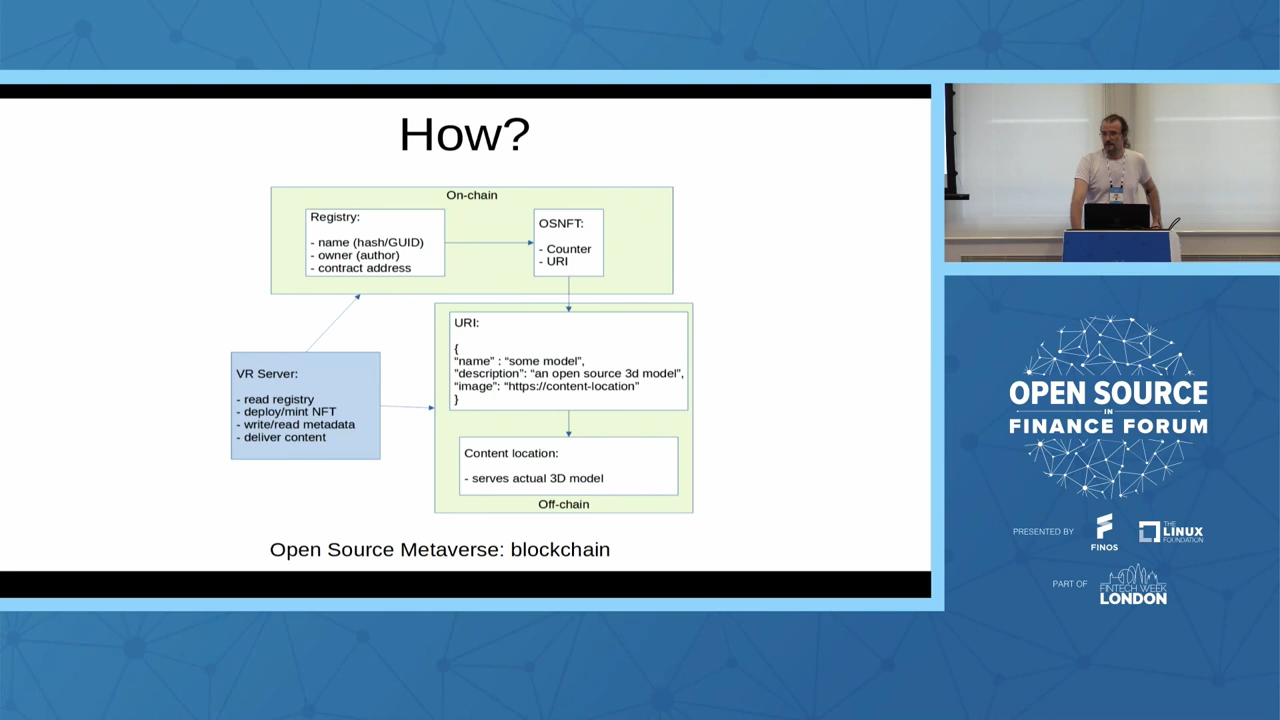 How?
On-chain
Registry:
- name (hash/GUID)
- owner (author)
- contract address
OSNFT:
- Counter
- URI
VR Server:
- read registry
- deploy/mint NFT
- write/read metadata
- deliver content
URI:
{
“name” : “some model”,
“description”: “an open source 3d model”,
“image”: “https://content-location”
}
Content location:
- serves actual 3D model
Off-chain
Open Source Metaverse: blockchain
OPEN SOURCE
IN
FINANCE FORUM
PRESENTED BY
FINOS
THE
LINUX
FOUNDATION
PART OF
FINTECH WEEK
LONDON